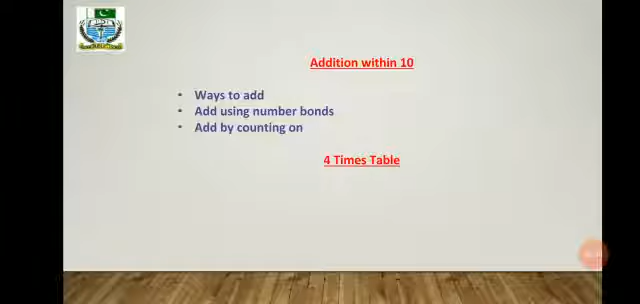 Addition within 10
• Ways to add
• Add using number bonds
• Add by counting on
4 Times Table